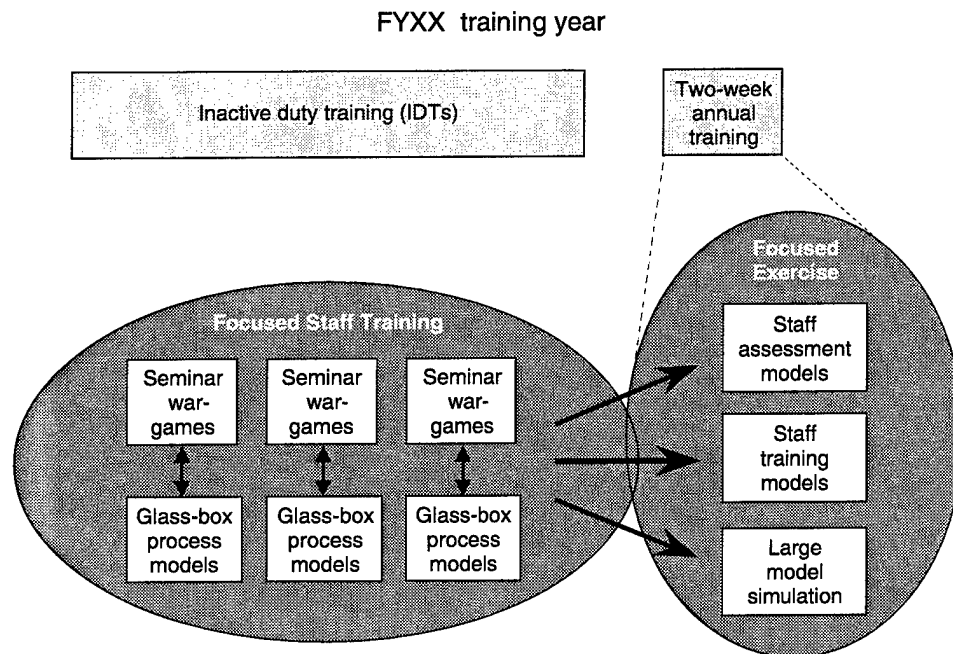 FYXX training year
Inactive duty training (IDTs)
Two-week
annual
training
Focused Staff Training
Seminar
war-
games
Seminar
war-
games
Seminar
war-
games
Glass-box
process
models
Glass-box
process
models
Glass-box
process
models
Focused
Exercise
Staff
assessment
models
Staff
training
models
Large
model
simulation